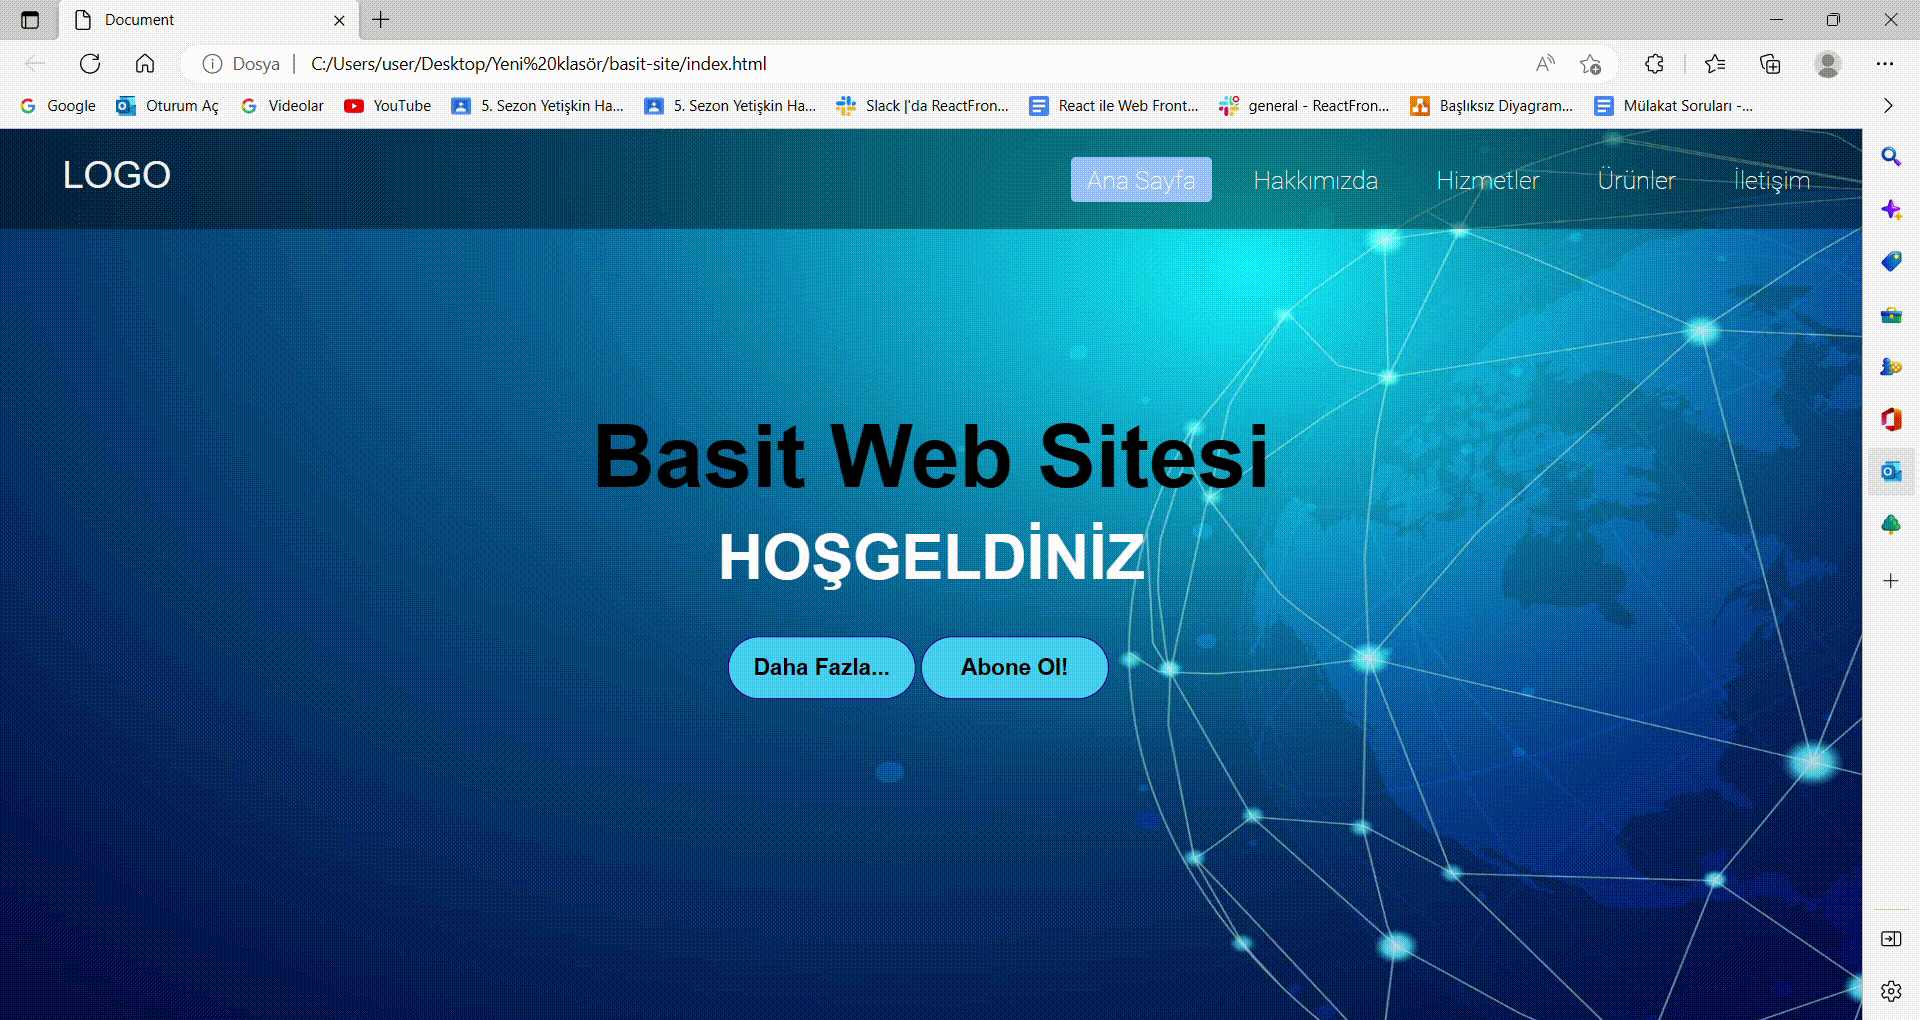 Document
Dosya | C:/Users/user/Desktop/Yeni%20klasör/basit-site/index.html
Google Oturum Aç Videolar YouTube 5. Sezon Yetişkin Ha... 5. Sezon Yetişkin Ha... Slack |'da ReactFron... React ile Web Front... general - ReactFron... Başlıksız Diyagram... Mülakat Soruları -...
LOGO Ana Sayfa Hakkımızda Hizmetler Ürünler İletişim
Basit Web Sitesi
HOŞGELDİNİZ
Daha Fazla... Abone Ol!